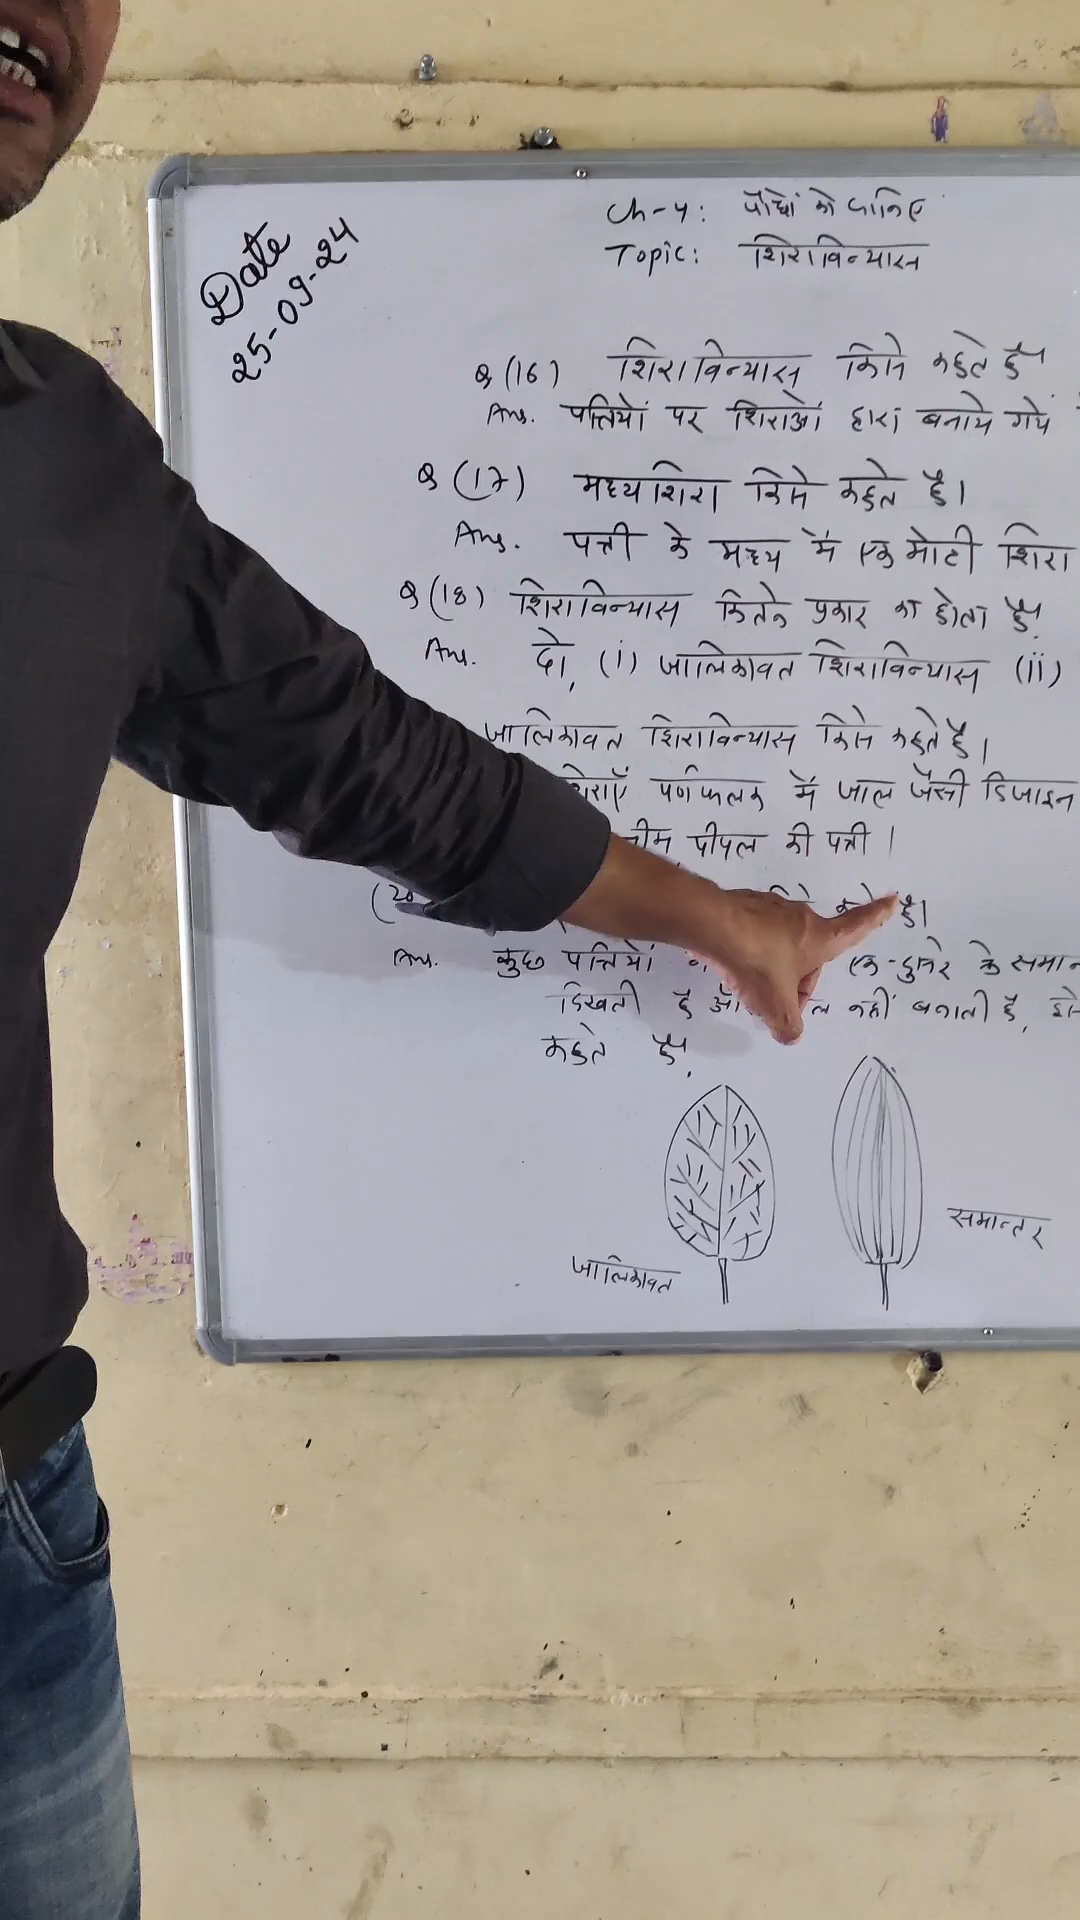 Date
25-09-24
Ch-4: पौधों को जानिए
Topic: शिराविन्यास
Q (16) शिराविन्यास किसे कहते हैं
Ans. पत्तियों पर शिराओं द्वारा बनाये गये
Q (17) मध्यशिरा किसे कहते है।
Ans. पत्ती के मध्य में एक मोटी शिरा
Q (18) शिराविन्यास कितने प्रकार का होता है
Ans. दो, (i) जालिकावत शिराविन्यास (ii)
जालिकावत शिराविन्यास किसे कहते है।
पर्णफलक में जाल जैसी डिजाइन
नीम, पीपल की पत्ती।
(20
है।
Ans. कुछ पत्तियों एक-दुसरे के समान
दिखती है नहीं बनाती है,
कहते हैं.
जालिकावत
समान्तर